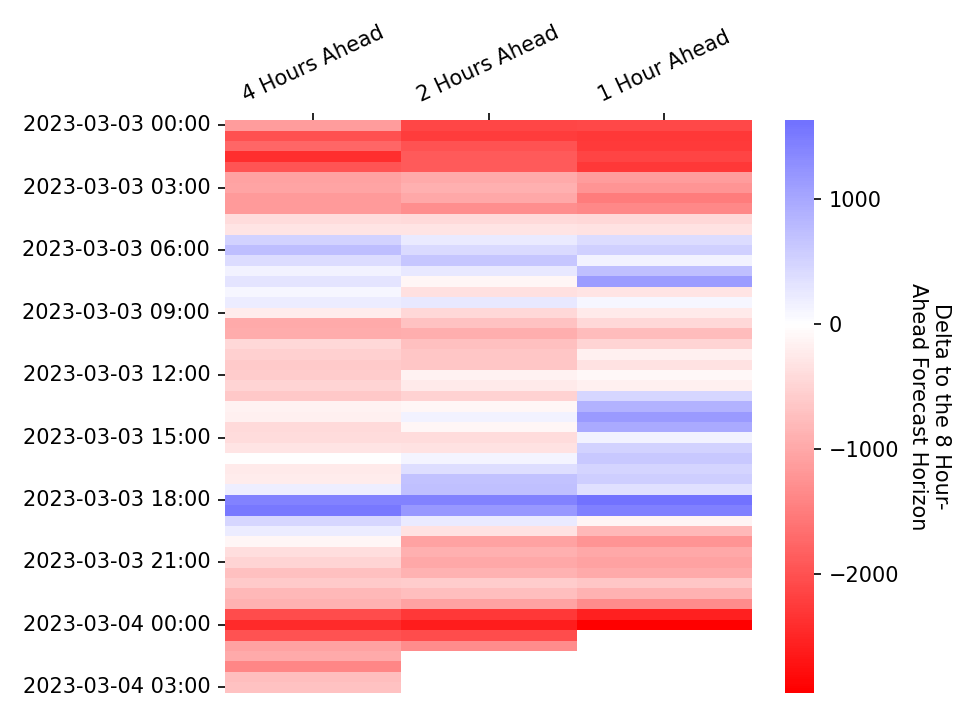 4 Hours Ahead
2 Hours Ahead
1 Hour Ahead
2023-03-03 00:00
2023-03-03 03:00
2023-03-03 06:00
2023-03-03 09:00
2023-03-03 12:00
2023-03-03 15:00
2023-03-03 18:00
2023-03-03 21:00
2023-03-04 00:00
2023-03-04 03:00
1000
0
−1000
−2000
Delta to the 8 Hour-
Ahead Forecast Horizon